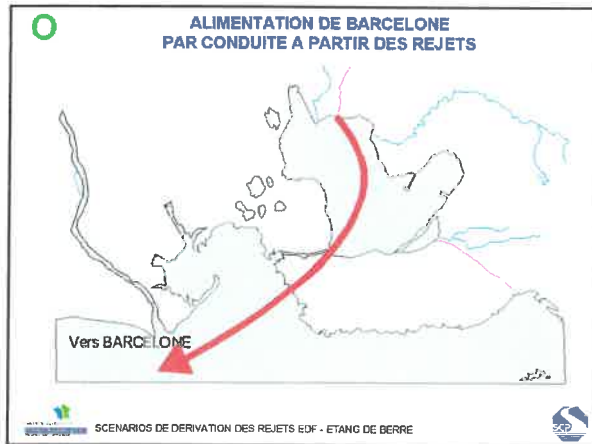 O
ALIMENTATION DE BARCELONE
PAR CONDUITE A PARTIR DES REJETS
Vers BARCELONE
SCENARIOS DE DERIVATION DES REJETS EDF - ETANG DE BERRE
SCP